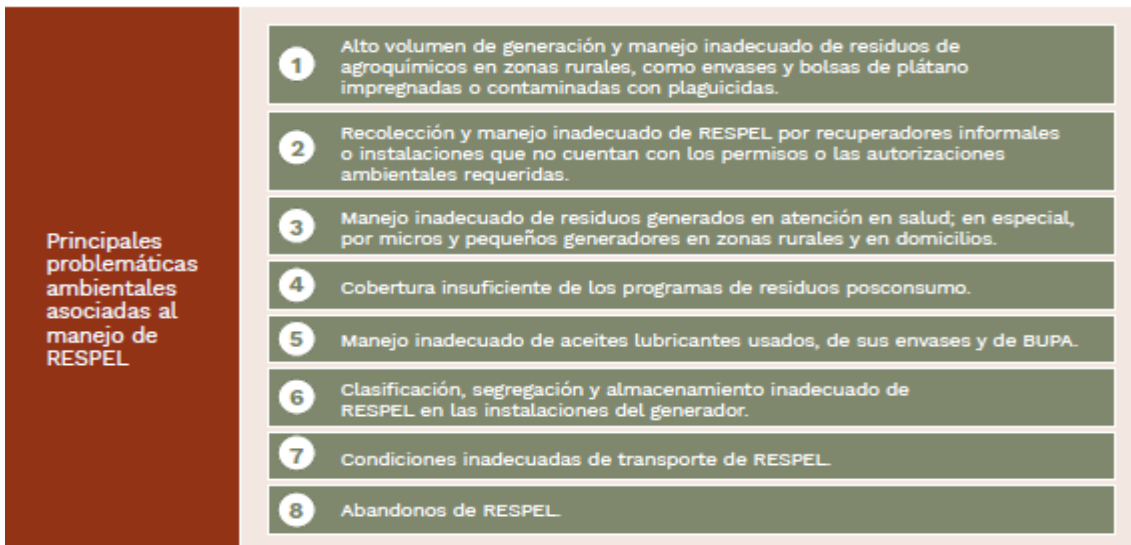 Principales
problemáticas
ambientales
asociadas al
manejo de
RESPEL
1
Alto volumen de generación y manejo inadecuado de residuos de
agroquímicos en zonas rurales, como envases y bolsas de plátano
impregnadas o contaminadas con plaguicidas.
2
Recolección y manejo inadecuado de RESPEL por recuperadores informales
o instalaciones que no cuentan con los permisos o las autorizaciones
ambientales requeridas.
3
Manejo inadecuado de residuos generados en atención en salud; en especial,
por micros y pequeños generadores en zonas rurales y en domicilios.
4
Cobertura insuficiente de los programas de residuos posconsumo.
5
Manejo inadecuado de aceites lubricantes usados, de sus envases y de BUPA.
6
Clasificación, segregación y almacenamiento inadecuado de
RESPEL en las instalaciones del generador.
7
Condiciones inadecuadas de transporte de RESPEL.
8
Abandonos de RESPEL.